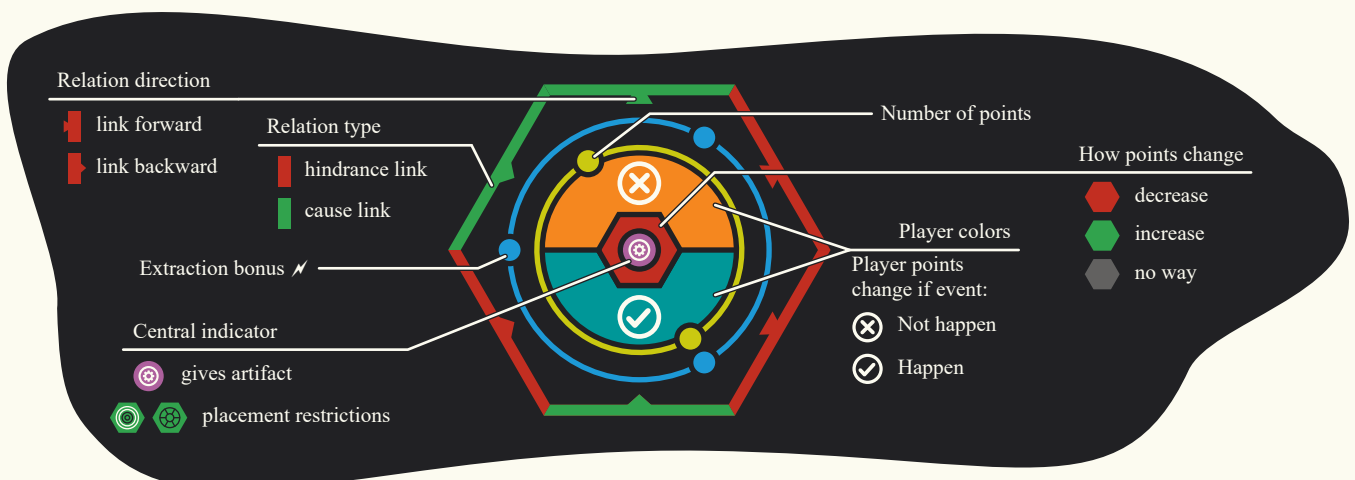 Relation direction
link forward
link backward
Relation type
hindrance link
cause link
Extraction bonus
Central indicator
gives artifact
placement restrictions
Number of points
How points change
decrease
increase
no way
Player colors
Player points
change if event:
Not happen
Happen